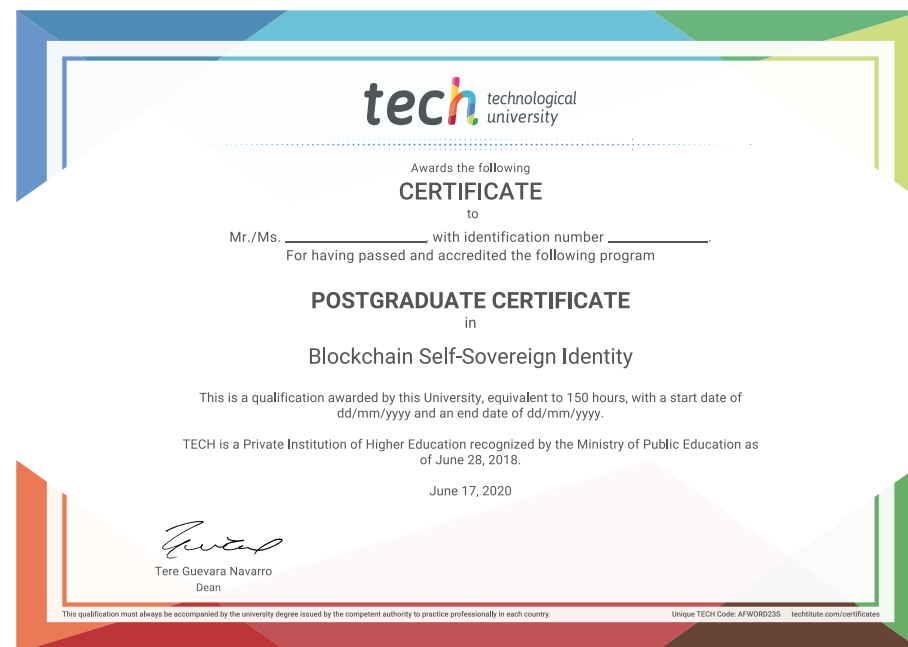 tech technological
university
Awards the following
CERTIFICATE
to
Mr./Ms. ____________________, with identification number ______________.
For having passed and accredited the following program
POSTGRADUATE CERTIFICATE
in
Blockchain Self-Sovereign Identity
This is a qualification awarded by this University, equivalent to 150 hours, with a start date of
dd/mm/yyyy and an end date of dd/mm/yyyy.
TECH is a Private Institution of Higher Education recognized by the Ministry of Public Education as
of June 28, 2018.
June 17, 2020
Tere Guevara Navarro
Dean
This qualification must always be accompanied by the university degree issued by the competent authority to practice professionally in each country. Unique TECH Code: AFWORD23S techtitute.com/certificates